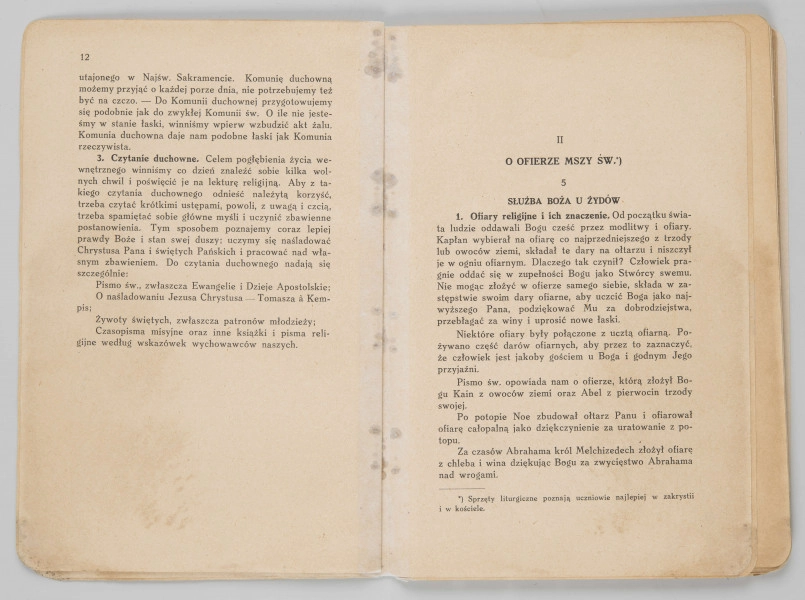 12
utajonego w Najśw. Sakramencie. Komunię duchowną
możemy przyjąć o każdej porze dnia, nie potrzebujemy też
być na czczo. — Do Komunii duchownej przygotowujemy
się podobnie jak do zwykłej Komunii św. O ile nie jeste-
śmy w stanie łaski, winniśmy wpierw wzbudzić akt żalu.
Komunia duchowna daje nam podobne łaski jak Komunia
rzeczywista.
3. Czytanie duchowne. Celem pogłębienia życia we-
wnętrznego winniśmy co dzień znaleźć sobie kilka wol-
nych chwil i poświęcić je na lekturę religijną. Aby z ta-
kiego czytania duchownego odnieść należytą korzyść,
trzeba czytać krótkimi ustępami, powoli, z uwagą i czcią,
trzeba spamiętać sobie główne myśli i uczynić zbawienne
postanowienia. Tym sposobem poznajemy coraz lepiej
prawdy Boże i stan swej duszy; uczymy się naśladować
Chrystusa Pana i świętych Pańskich i pracować nad wła-
snym zbawieniem. Do czytania duchownego nadają się
szczególnie:
Pismo św., zwłaszcza Ewangelie i Dzieje Apostolskie;
O naśladowaniu Jezusa Chrystusa — Tomasza à Kem-
pis;
Żywoty świętych, zwłaszcza patronów młodzieży;
Czasopisma misyjne oraz inne książki i pisma reli-
gijne według wskazówek wychowawców naszych.
II
O OFIERZE MSZY ŚW.*)
5
SŁUŻBA BOŻA U ŻYDÓW
1. Ofiary religijne i ich znaczenie. Od początku świa-
ta ludzie oddawali Bogu cześć przez modlitwy i ofiary.
Kapłan wybierał na ofiarę co najprzedniejszego z trzody
lub owoców ziemi, składał te dary na ołtarzu i niszczył
je w ogniu ofiarnym. Dlaczego tak czynił? Człowiek pra-
gnie oddać się w zupełności Bogu jako Stwórcy swemu.
Nie mogąc złożyć w ofierze samego siebie, składa w za-
stępstwie swoim dary ofiarne, aby uczcić Boga jako naj-
wyższego Pana, podziękować Mu za dobrodziejstwa,
przebłagać za winy i uprosić nowe łaski.
Niektóre ofiary były połączone z ucztą ofiarną. Po-
żywano część darów ofiarnych, aby przez to zaznaczyć,
że człowiek jest jakoby gościem u Boga i godnym Jego
przyjaźni.
Pismo św. opowiada nam o ofierze, którą złożył Bo-
gu Kain z owoców ziemi oraz Abel z pierwocin trzody
swojej.
Po potopie Noe zbudował ołtarz Panu i ofiarował
ofiarę całopalną jako dziękczynienie za uratowanie z po-
topu.
Za czasów Abrahama król Melchizedech złożył ofiarę
z chleba i wina dziękując Bogu za zwycięstwo Abrahama
nad wrogami.
*) Sprzęty liturgiczne poznają uczniowie najlepiej w zakrystii
i w kościele.